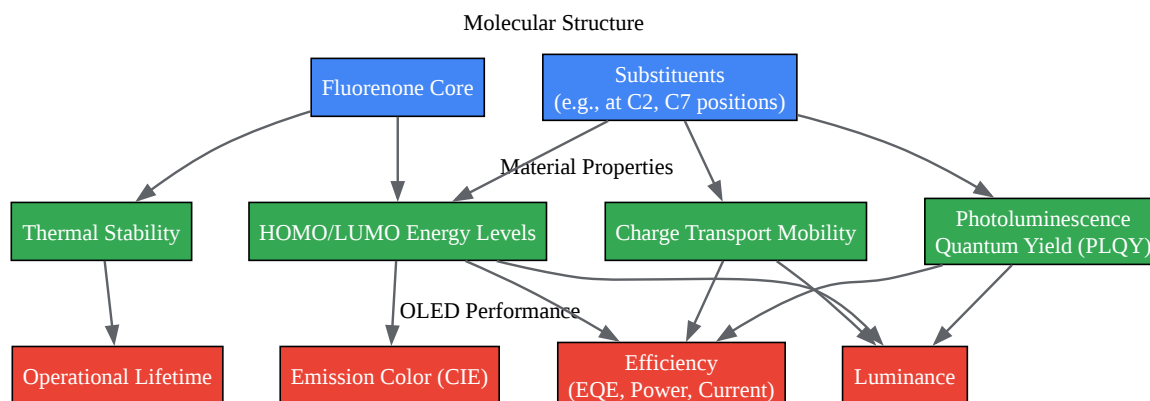 Molecular Structure
Fluorenone Core
Substituents
(e.g., at C2, C7 positions)
Material Properties
Thermal Stability
HOMO/LUMO Energy Levels
Charge Transport Mobility
Photoluminescence
Quantum Yield (PLQY)
OLED Performance
Operational Lifetime
Emission Color (CIE)
Efficiency
(EQE, Power, Current)
Luminance